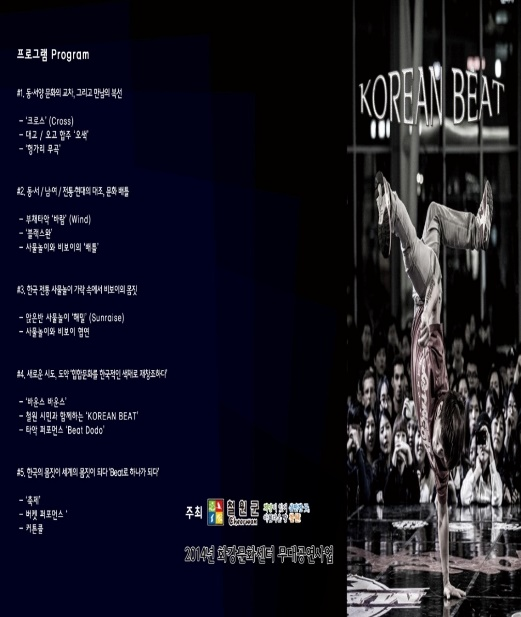 프로그램 Program
#1. 동·서양 문화의 교차, 그리고 만남의 복선
- '크로스' (Cross)
- 대고 / 오고 합주 '오색'
- '항가리 무곡'
#2. 동·서 / 남·여 / 전통·현대의 대조, 문화 배틀
- 부채타악 '바람' (Wind)
- '블랙스완'
- 사물놀이와 비보이의 '배틀'
#3. 한국 전통 사물놀이 가락 속에서 비보이의 몸짓
- 앉은반 사물놀이 '해밀' (Sunraise)
- 사물놀이와 비보이 협연
#4. 새로운 시도, 도약 '힙합문화를 한국적인 색채로 재창조하다'
- '바운스 바운스'
- 철원 시민과 함께하는 'KOREAN BEAT'
- 타악 퍼포먼스 'Beat Dodo'
#5. 한국의 몸짓이 세계의 몸짓이 되다 'Beat로 하나가 되다'
- '축제'
- 버켓 퍼포먼스 '
- 커튼콜
주최 철원군
Cheorwon
2014년 화강문화센터 무대공연사업
KOREAN BEAT